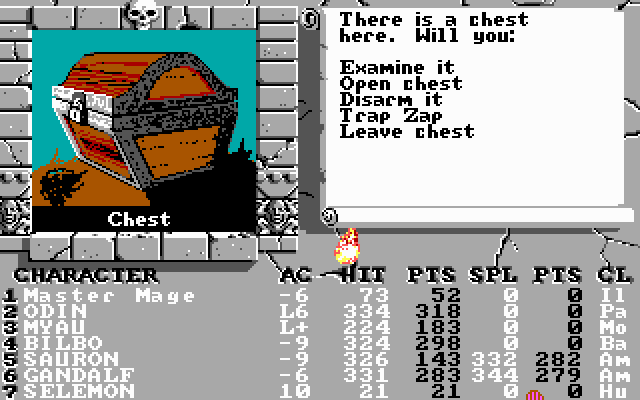 There is a chest
here. Will you:
Examine it
Open chest
Disarm it
Trap Zap
Leave chest
Chest
CHARACTER AC HIT PTS SPL PTS CL
1 Master Mage -6 73 52 0 0 Il
2 ODIN L6 334 318 0 0 Pa
3 MYAU L+ 224 183 0 0 Mo
4 BILBO -9 324 298 0 0 Ba
5 SAURON -9 326 143 332 282 Am
6 GANDALF -6 331 283 344 279 Am
7 SELEMON 10 21 21 0 0 Hu